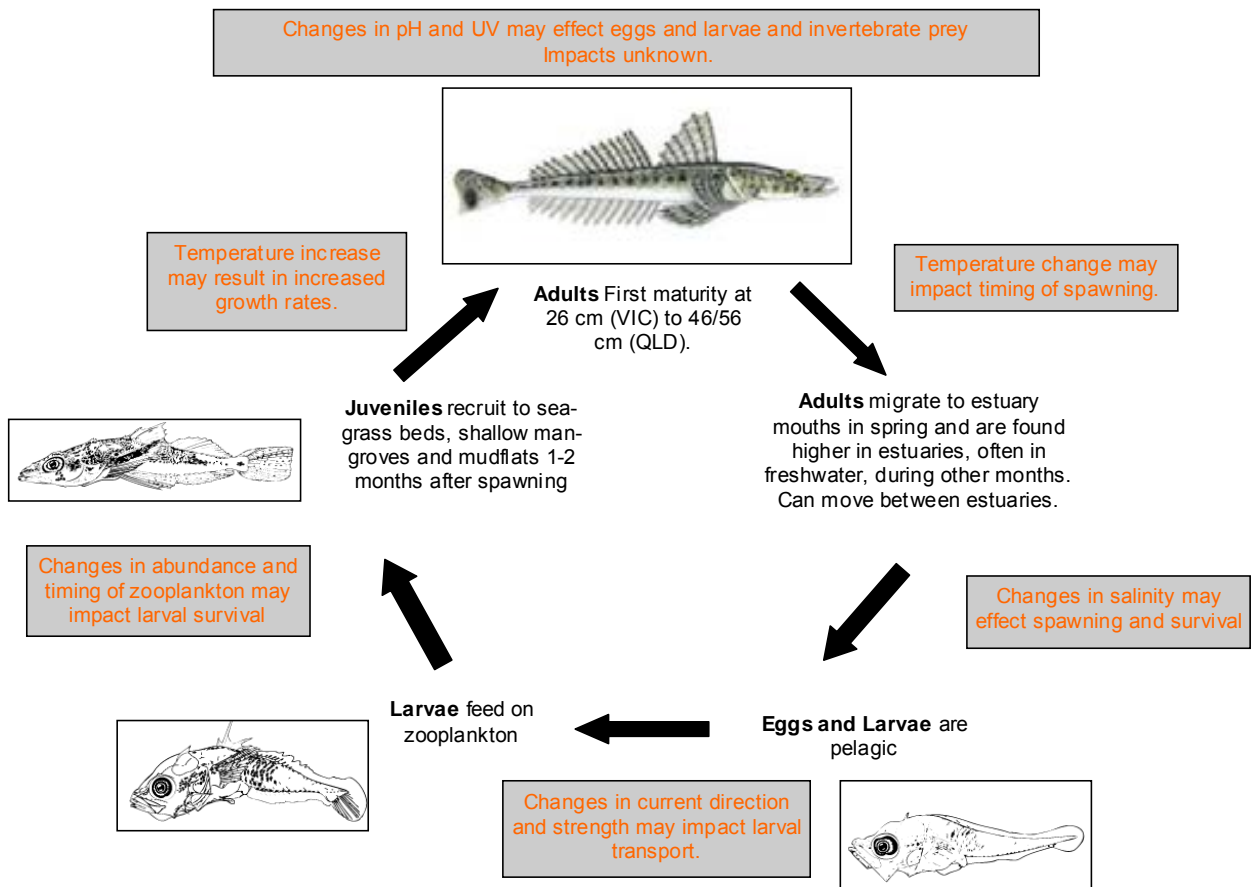 Changes in pH and UV may effect eggs and larvae and invertebrate prey
Impacts unknown.
Temperature increase
may result in increased
growth rates.
Temperature change may
impact timing of spawning.
Adults First maturity at
26 cm (VIC) to 46/56
cm (QLD).
Juveniles recruit to sea-
grass beds, shallow man-
groves and mudflats 1-2
months after spawning
Adults migrate to estuary
mouths in spring and are found
higher in estuaries, often in
freshwater, during other months.
Can move between estuaries.
Changes in abundance and
timing of zooplankton may
impact larval survival
Changes in salinity may
effect spawning and survival
Larvae feed on
zooplankton
Eggs and Larvae are
pelagic
Changes in current direction
and strength may impact larval
transport.